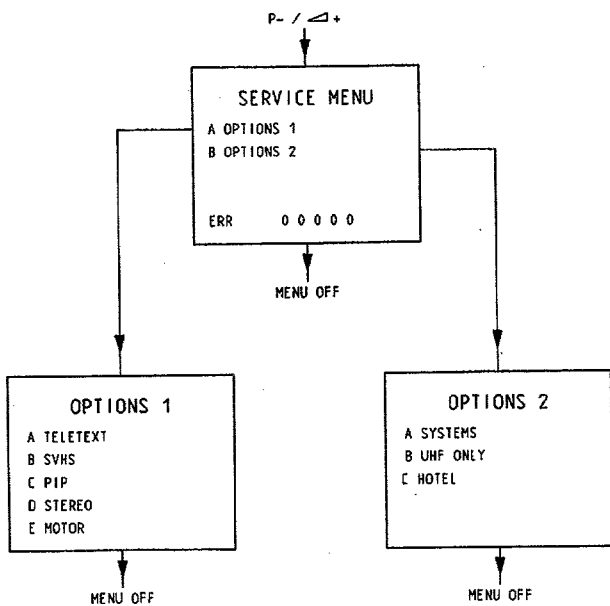 P- / ⊿ +
SERVICE MENU
A OPTIONS 1
B OPTIONS 2
ERR 0 0 0 0 0
MENU OFF
OPTIONS 1
A TELETEXT
B SVHS
C PIP
D STEREO
E MOTOR
MENU OFF
OPTIONS 2
A SYSTEMS
B UHF ONLY
C HOTEL
MENU OFF